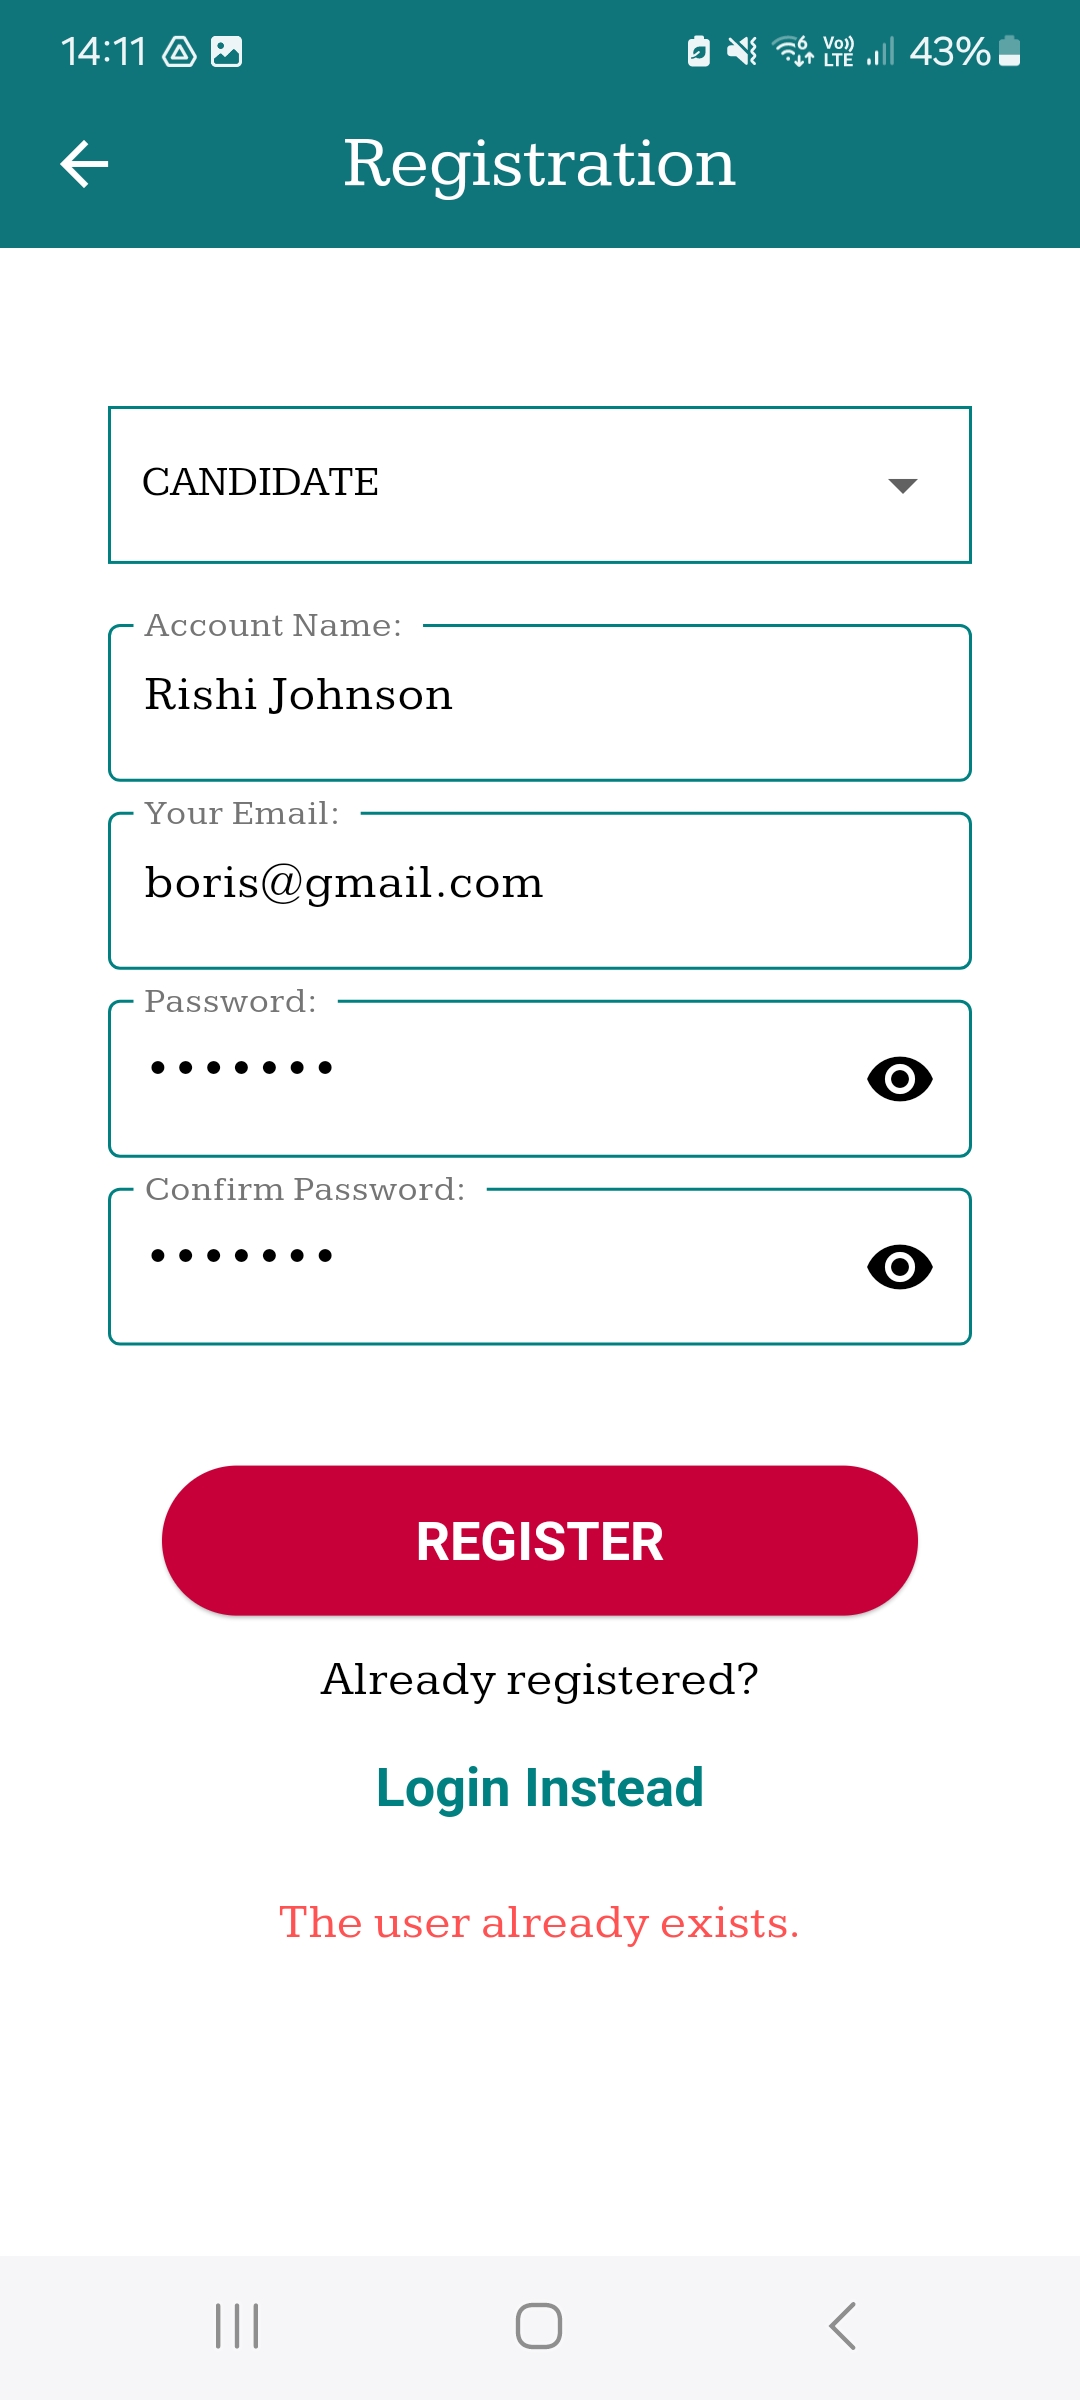 14:11 6 Vo)) LTE 43%
Registration
CANDIDATE
Account Name:
Rishi Johnson
Your Email:
boris@gmail.com
Password:
•••••••
Confirm Password:
•••••••
REGISTER
Already registered?
Login Instead
The user already exists.